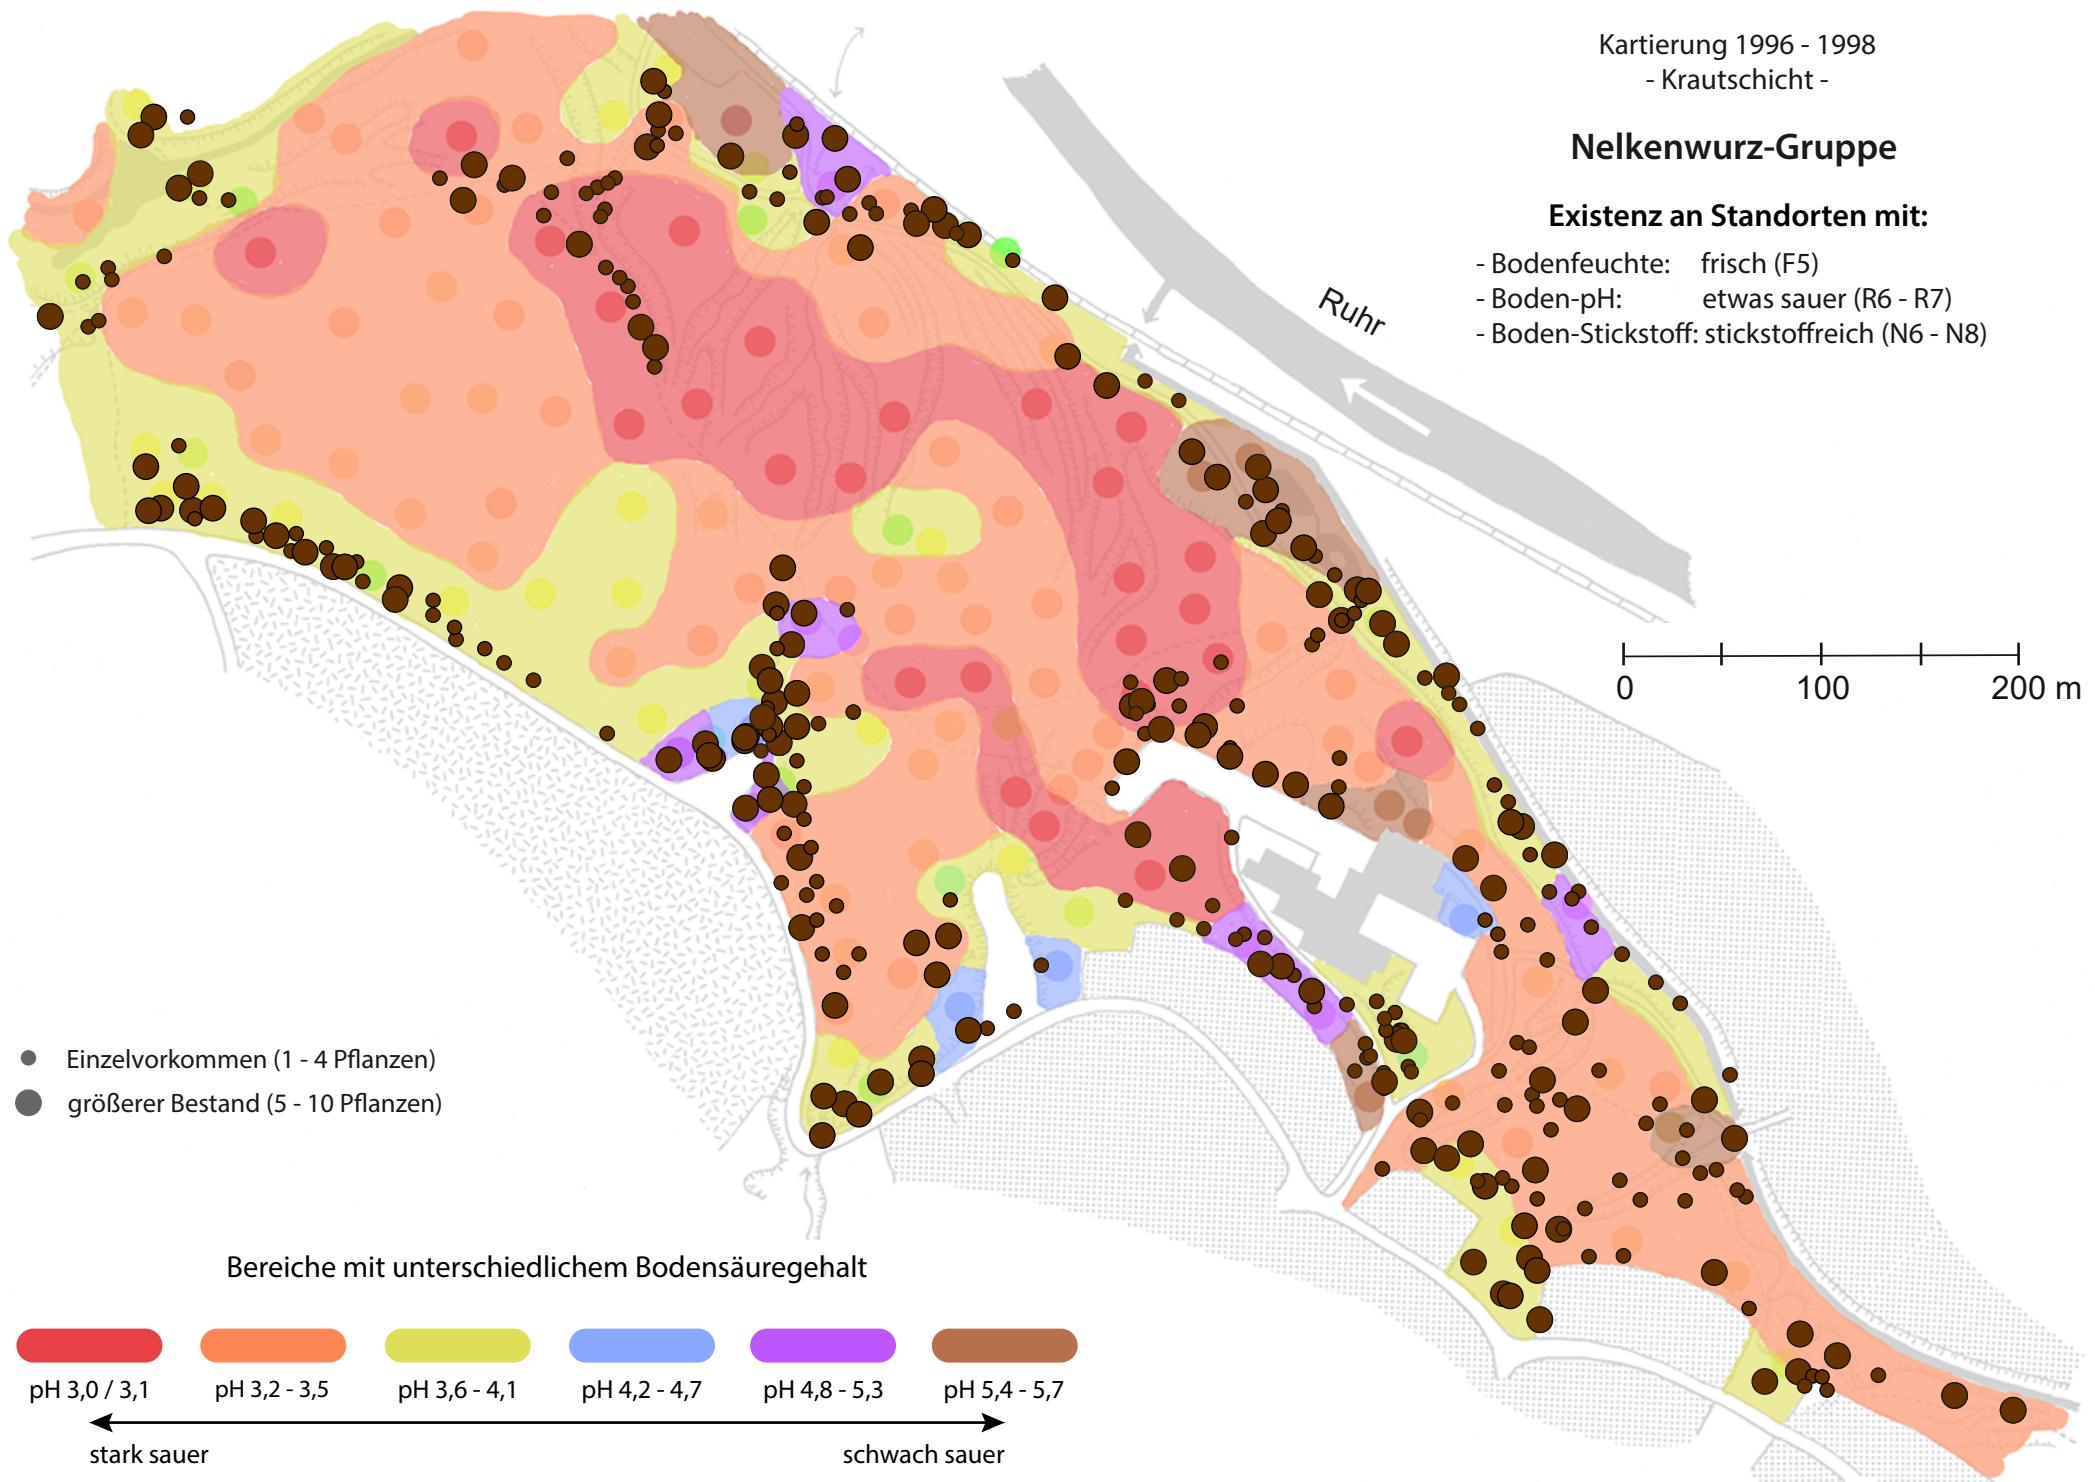 Kartierung 1996 - 1998
- Krautschicht -
Nelkenwurz-Gruppe
Existenz an Standorten mit:
- Bodenfeuchte: frisch (F5)
- Boden-pH: etwas sauer (R6 - R7)
- Boden-Stickstoff: stickstoffreich (N6 - N8)
Ruhr
0 100 200 m
Einzelvorkommen (1 - 4 Pflanzen)
größerer Bestand (5 - 10 Pflanzen)
Bereiche mit unterschiedlichem Bodensäuregehalt
pH 3,0 / 3,1 pH 3,2 - 3,5 pH 3,6 - 4,1 pH 4,2 - 4,7 pH 4,8 - 5,3 pH 5,4 - 5,7
stark sauer schwach sauer